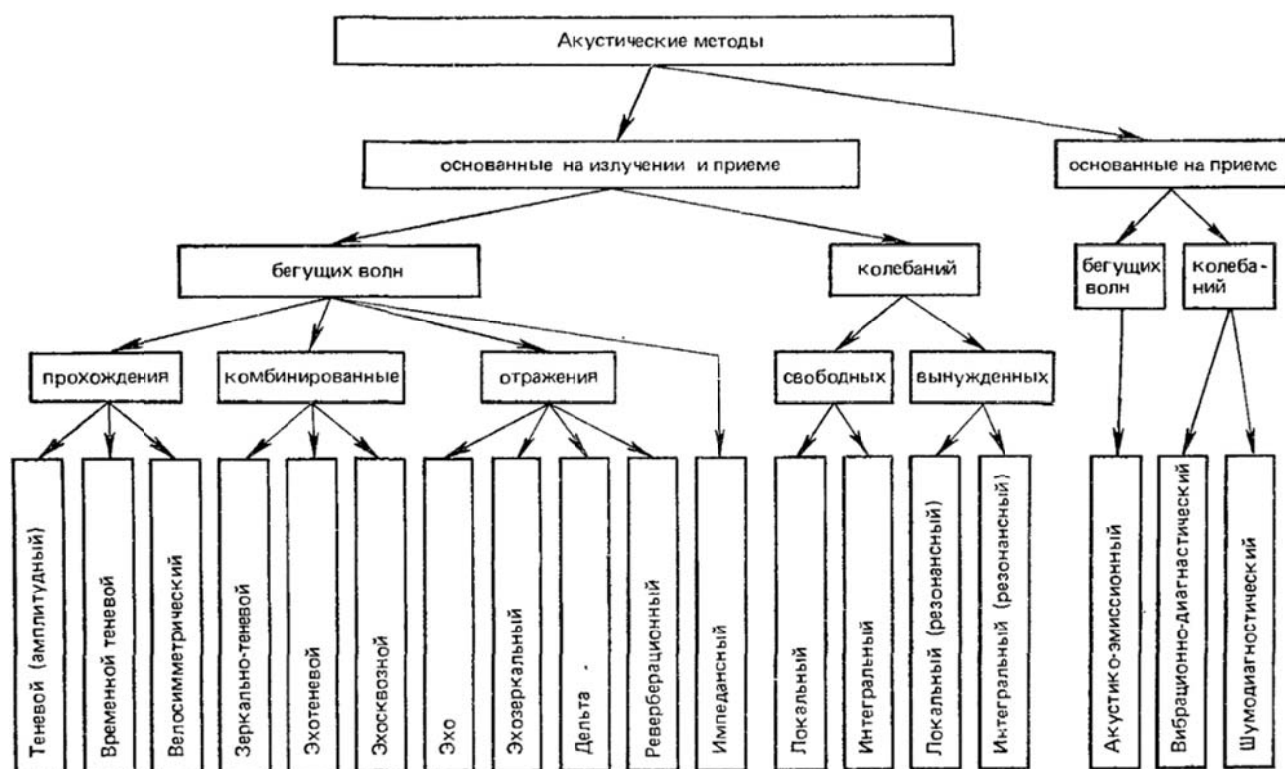 Акустические методы
основанные на излучении и приеме
основанные на приеме
бегущих волн
колебаний
бегущих
волн
колеба-
ний
прохождения
комбинированные
отражения
свободных
вынужденных
Теневой (амплитудный)
Временной теневой
Велосимметрический
Зеркально-теневой
Эхотеневой
Эхосквозной
Эхо
Эхозеркальный
Дельта
Реверберационный
Импедансный
Локальный
Интегральный
Локальный (резонансный)
Интегральный (резонансный)
Акустико-эмиссионный
Вибрационно-диагнастический
Шумодиагностический